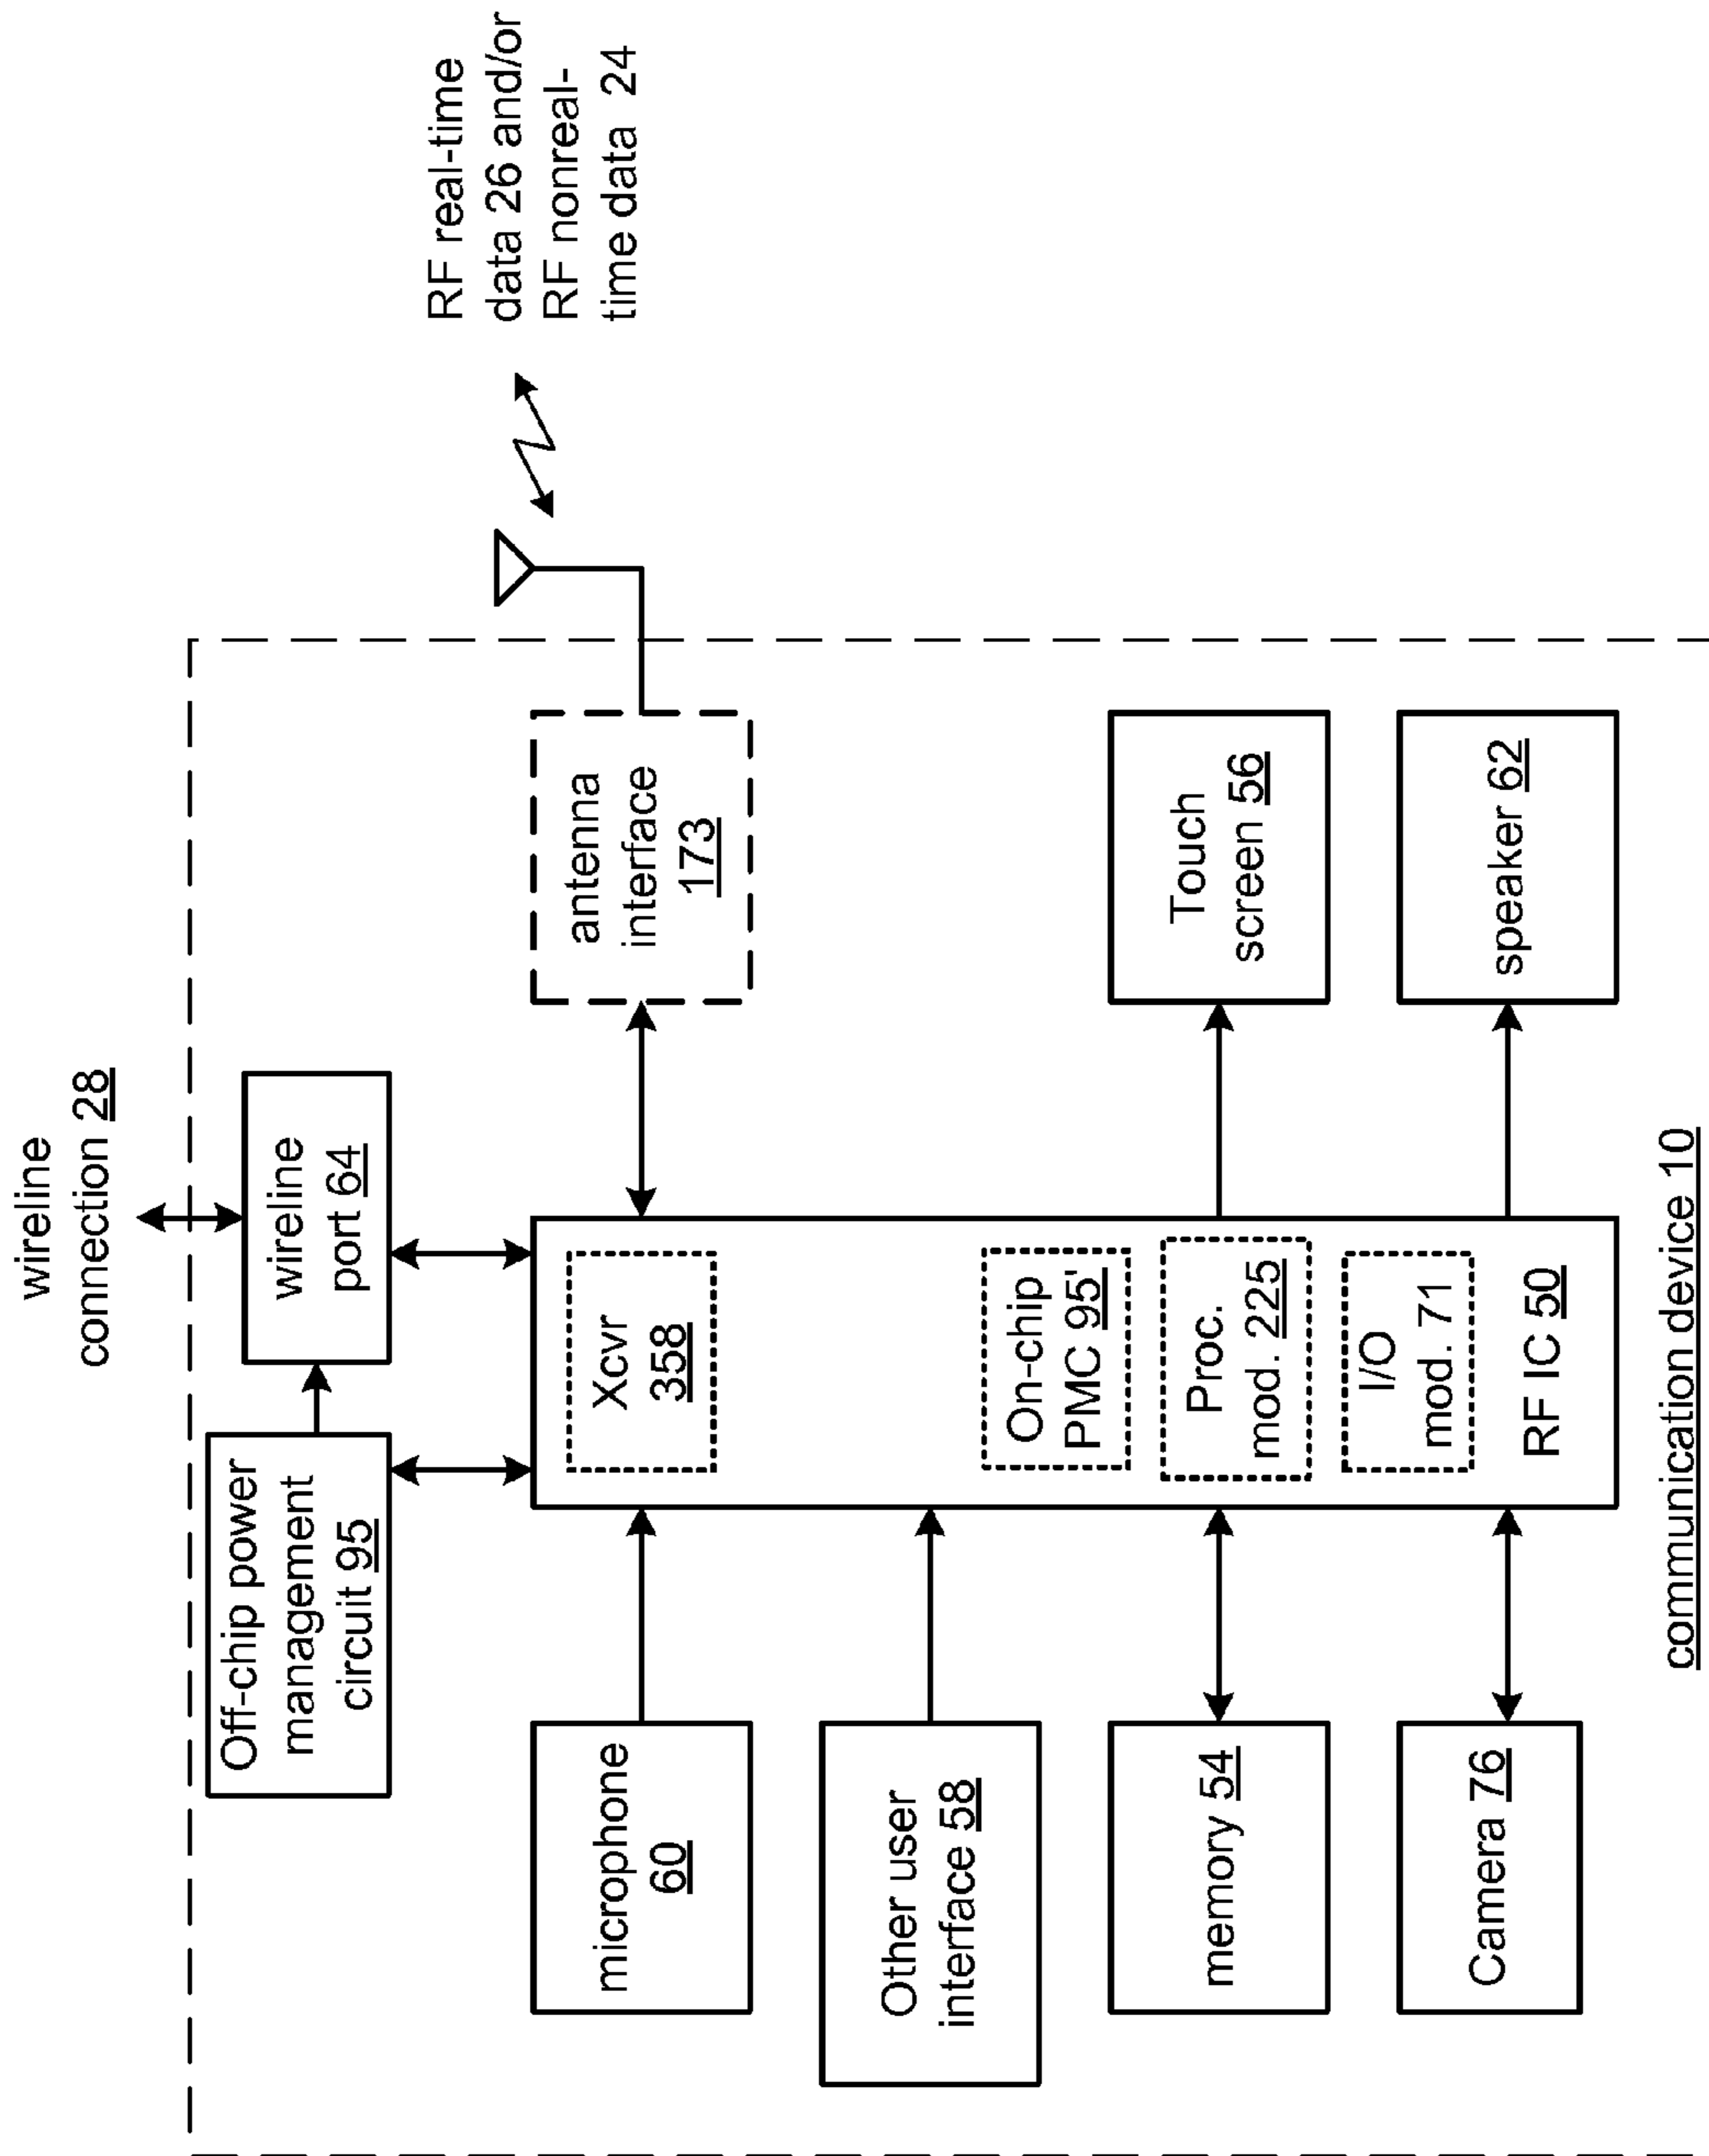 wireline
connection 28
Off-chip power
management
circuit 95
wireline
port 64
RF real-time
data 26 and/or
RF nonreal-
time data 24
microphone
60
Xcvr
358
antenna
interface
173
Other user
interface 58
On-chip
PMC 95'
memory 54
Proc.
mod. 225
Touch
screen 56
Camera 76
I/O
mod. 71
RF IC 50
speaker 62
communication device 10